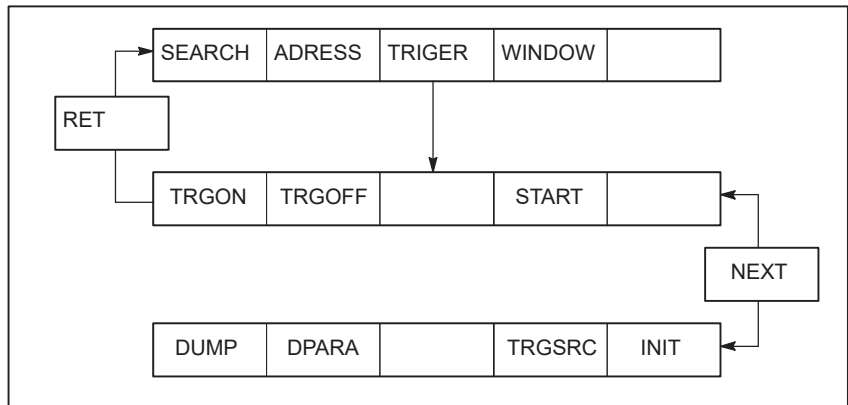 SEARCH ADRESS TRIGER WINDOW
RET
TRGON TRGOFF START
NEXT
DUMP DPARA TRGSRC INIT